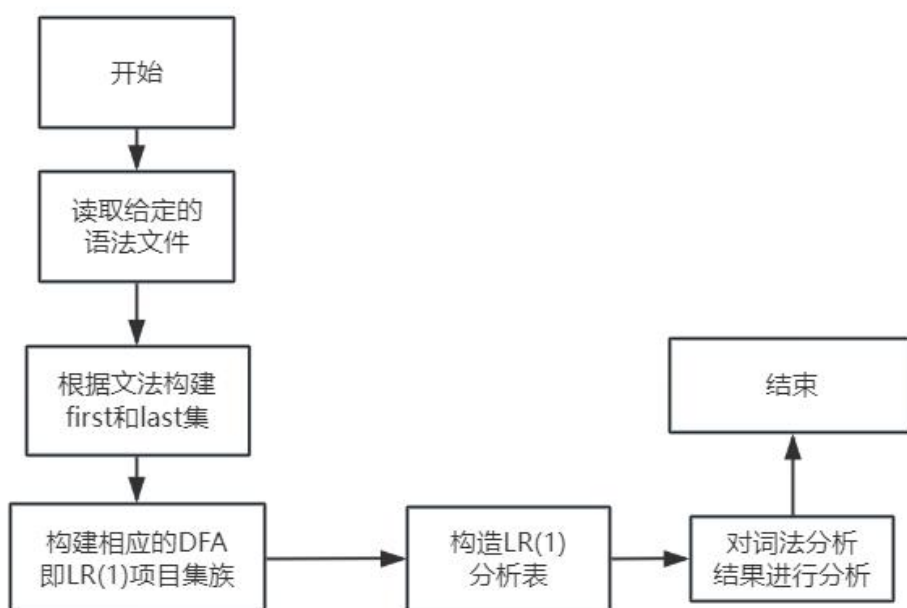 开始
读取给定的
语法文件
根据文法构建
first和last集
构建相应的DFA
即LR(1)项目集族
构造LR(1)
分析表
对词法分析
结果进行分析
结束